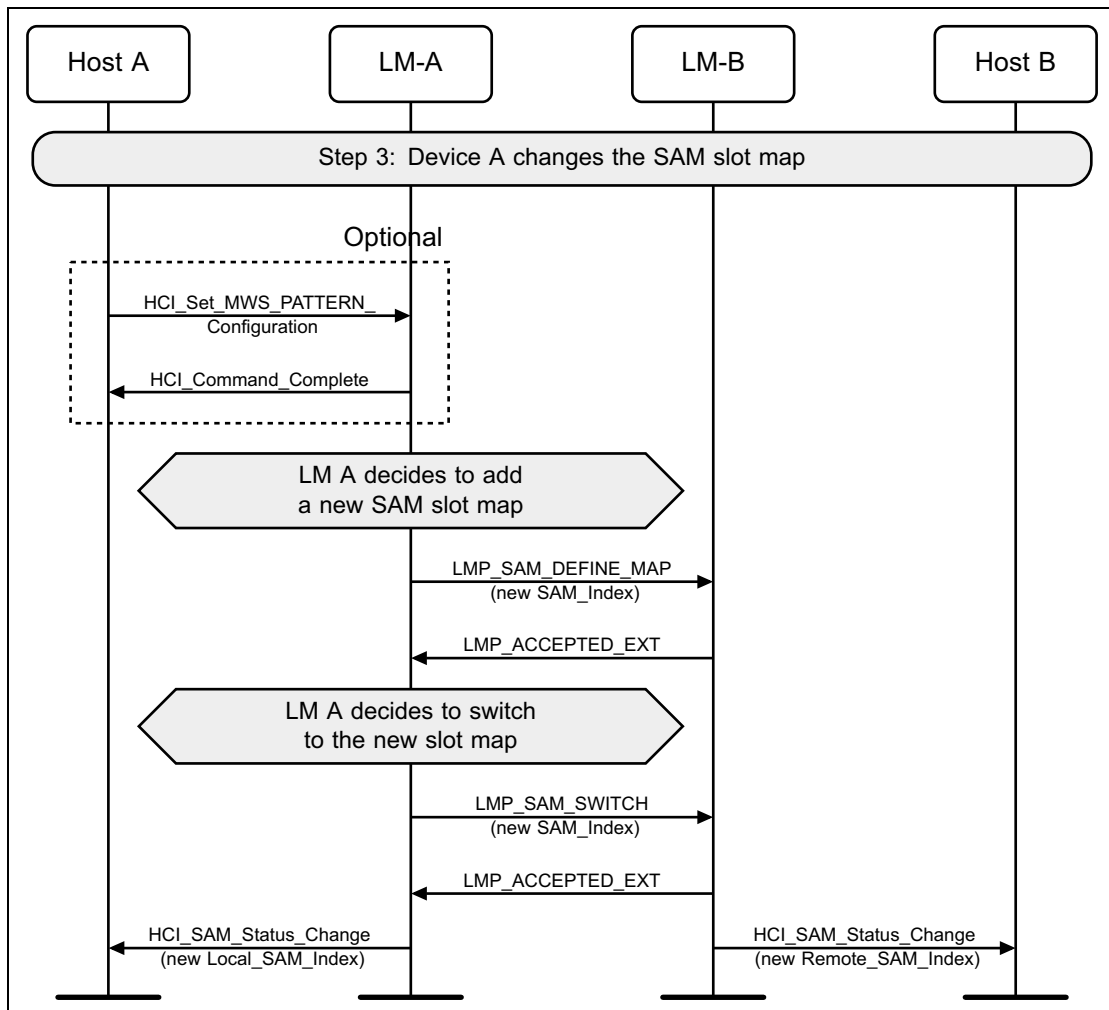 Host A
LM-A
LM-B
Host B
Step 3: Device A changes the SAM slot map
Optional
HCI_Set_MWS_PATTERN_
Configuration
HCI_Command_Complete
LM A decides to add
a new SAM slot map
LMP_SAM_DEFINE_MAP
(new SAM_Index)
LMP_ACCEPTED_EXT
LM A decides to switch
to the new slot map
LMP_SAM_SWITCH
(new SAM_Index)
LMP_ACCEPTED_EXT
HCI_SAM_Status_Change
(new Local_SAM_Index)
HCI_SAM_Status_Change
(new Remote_SAM_Index)